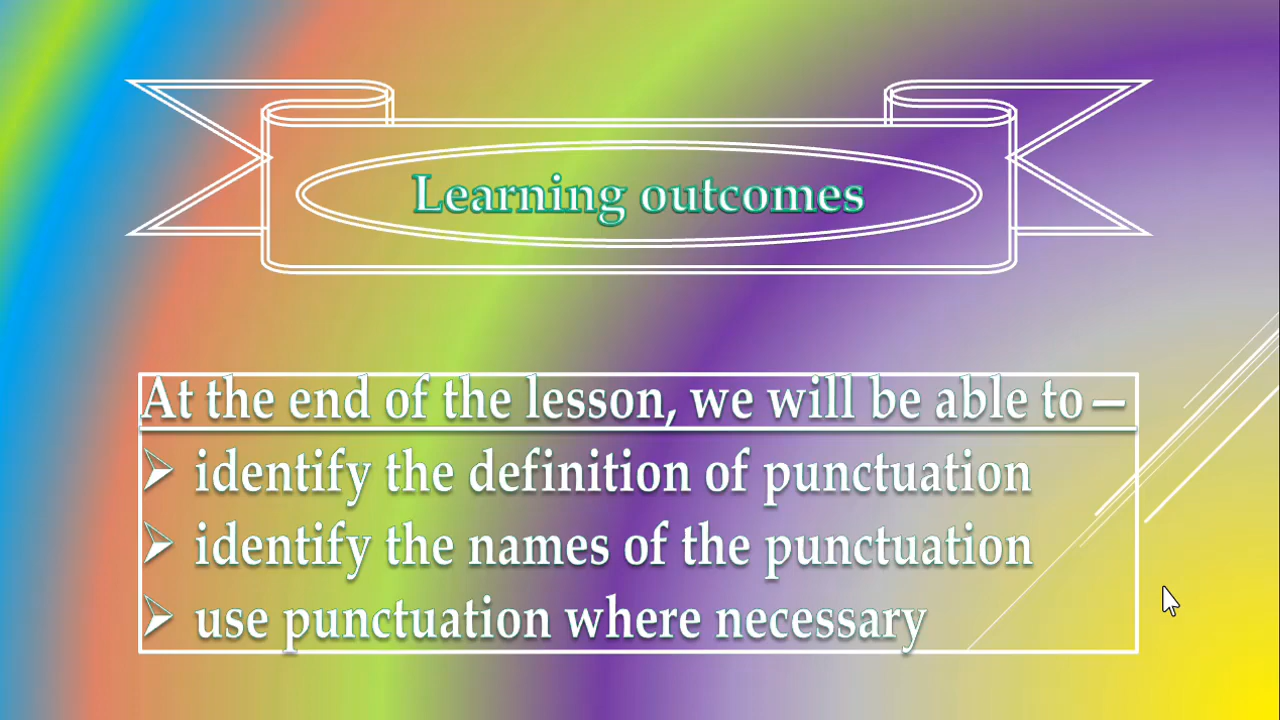 Learning outcomes
At the end of the lesson, we will be able to –
➢ identify the definition of punctuation
➢ identify the names of the punctuation
➢ use punctuation where necessary